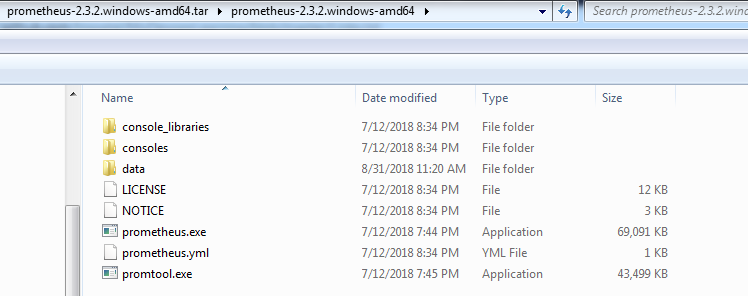 prometheus-2.3.2.windows-amd64.tar ▸ prometheus-2.3.2.windows-amd64 ▸ Search prometheus-2.3.2.wind
Name Date modified Type Size
console_libraries 7/12/2018 8:34 PM File folder
consoles 7/12/2018 8:34 PM File folder
data 8/31/2018 11:20 AM File folder
LICENSE 7/12/2018 8:34 PM File 12 KB
NOTICE 7/12/2018 8:34 PM File 3 KB
prometheus.exe 7/12/2018 7:44 PM Application 69,091 KB
prometheus.yml 7/12/2018 8:34 PM YML File 1 KB
promtool.exe 7/12/2018 7:45 PM Application 43,499 KB